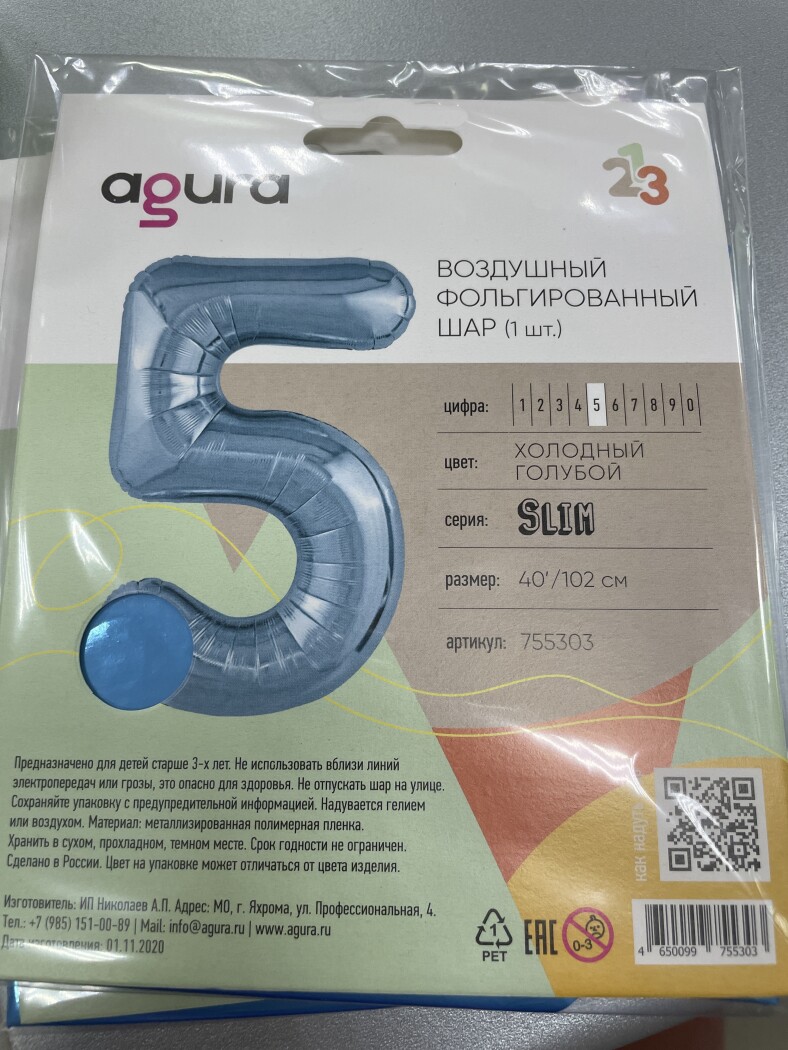 agura
123
ВОЗДУШНЫЙ
ФОЛЬГИРОВАННЫЙ
ШАР (1 шт.)
цифра: 1 2 3 4 5 6 7 8 9 0
цвет: ХОЛОДНЫЙ
ГОЛУБОЙ
серия: SLIM
размер: 40'/102 см
артикул: 755303
Предназначено для детей старше 3-х лет. Не использовать вблизи линий
электропередач или грозы, это опасно для здоровья. Не отпускать шар на улице.
Сохраняйте упаковку с предупредительной информацией. Надувается гелием
или воздухом. Материал: металлизированная полимерная пленка.
Хранить в сухом, прохладном, темном месте. Срок годности не ограничен.
Сделано в России. Цвет на упаковке может отличаться от цвета изделия.
Изготовитель: ИП Николаев А.П. Адрес: МО, г. Яхрома, ул. Профессиональная, 4.
Тел.: +7 (985) 151-00-89 | Mail: info@agura.ru | www.agura.ru
Дата изготовления: 01.11.2020
как
1
PET
EAC
0-3
4 650099 755303